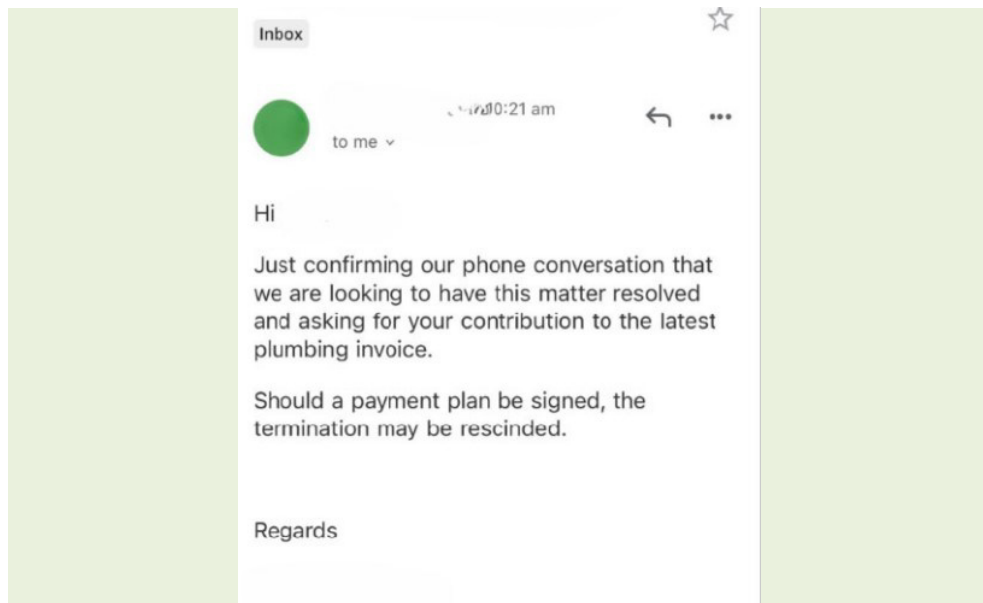 Inbox
10:21 am
to me
Hi
Just confirming our phone conversation that
we are looking to have this matter resolved
and asking for your contribution to the latest
plumbing invoice.
Should a payment plan be signed, the
termination may be rescinded.
Regards